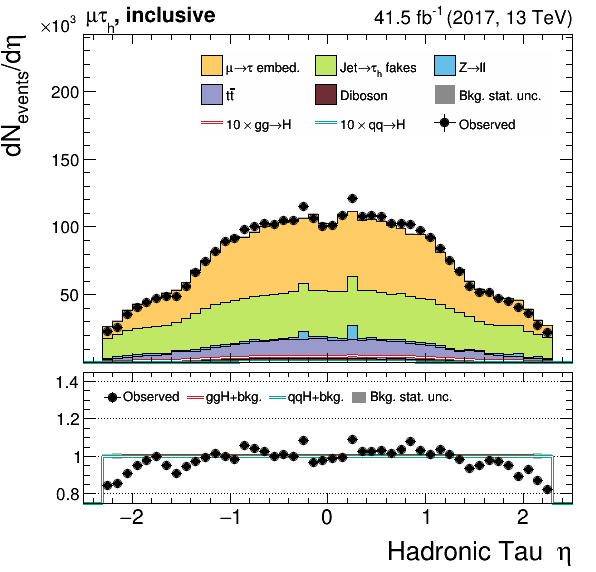 ×10³ μτₕ, inclusive 41.5 fb⁻¹ (2017, 13 TeV)
dN_events/dη
μ→τ embed. Jet→τₕ fakes Z→ll
tt̅ Diboson Bkg. stat. unc.
10 × gg→H 10 × qq→H Observed
200
150
100
50
1.4
Observed ggH+bkg. qqH+bkg. Bkg. stat. unc.
1.2
1
0.8
−2 −1 0 1 2
Hadronic Tau η